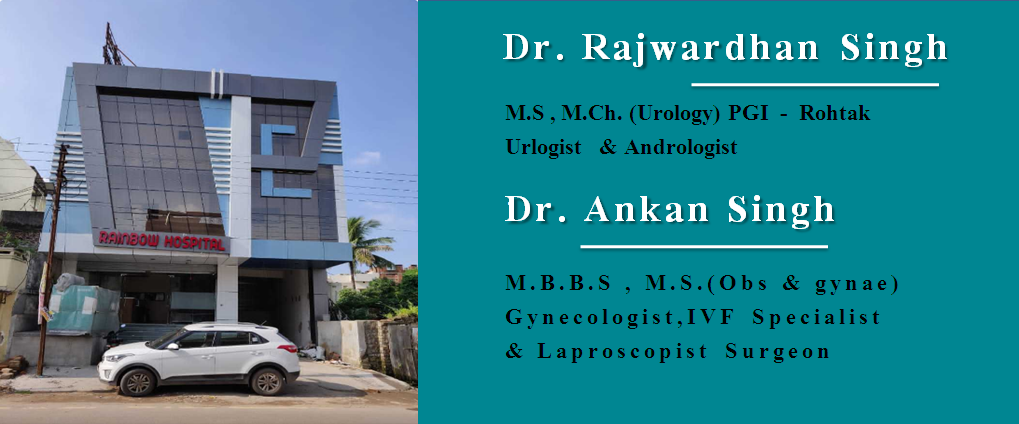 RAINBOW HOSPITAL
Dr. Rajwardhan Singh
M.S , M.Ch. (Urology) PGI - Rohtak
Urlogist & Andrologist
Dr. Ankan Singh
M.B.B.S , M.S.(Obs & gynae)
Gynecologist,IVF Specialist
& Laproscopist Surgeon